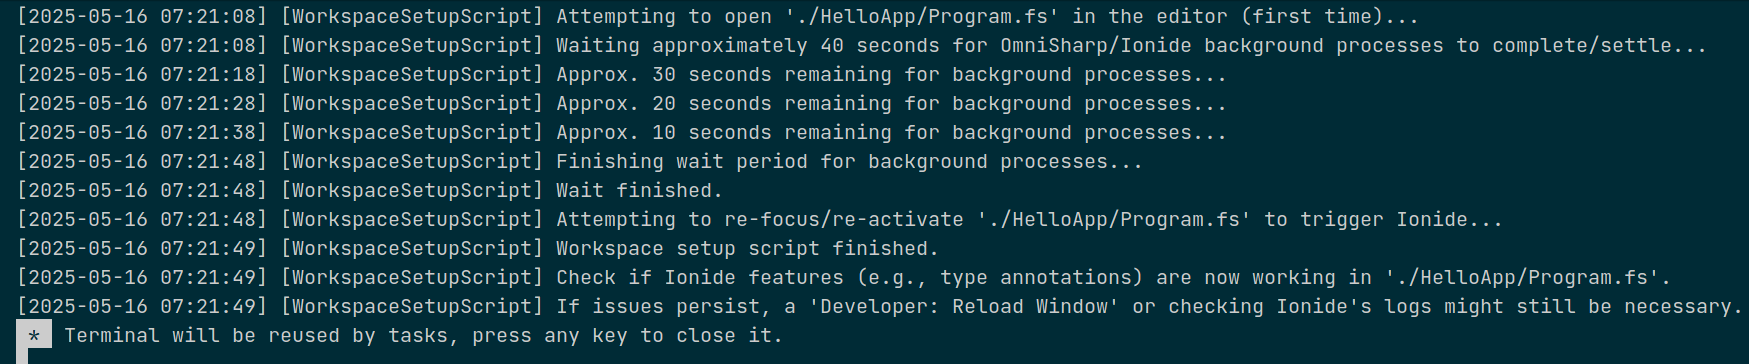 [2025-05-16 07:21:08] [WorkspaceSetupScript] Attempting to open './HelloApp/Program.fs' in the editor (first time)...
[2025-05-16 07:21:08] [WorkspaceSetupScript] Waiting approximately 40 seconds for OmniSharp/Ionide background processes to complete/settle...
[2025-05-16 07:21:18] [WorkspaceSetupScript] Approx. 30 seconds remaining for background processes...
[2025-05-16 07:21:28] [WorkspaceSetupScript] Approx. 20 seconds remaining for background processes...
[2025-05-16 07:21:38] [WorkspaceSetupScript] Approx. 10 seconds remaining for background processes...
[2025-05-16 07:21:48] [WorkspaceSetupScript] Finishing wait period for background processes...
[2025-05-16 07:21:48] [WorkspaceSetupScript] Wait finished.
[2025-05-16 07:21:48] [WorkspaceSetupScript] Attempting to re-focus/re-activate './HelloApp/Program.fs' to trigger Ionide...
[2025-05-16 07:21:49] [WorkspaceSetupScript] Workspace setup script finished.
[2025-05-16 07:21:49] [WorkspaceSetupScript] Check if Ionide features (e.g., type annotations) are now working in './HelloApp/Program.fs'.
[2025-05-16 07:21:49] [WorkspaceSetupScript] If issues persist, a 'Developer: Reload Window' or checking Ionide's logs might still be necessary.
* Terminal will be reused by tasks, press any key to close it.